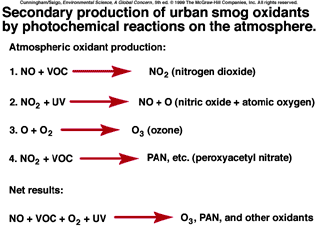 Cunningham/Saigo, Environmental Science, A Global Concern, 5th ed. © 1999 The McGraw-Hill Companies, Inc. All rights reserved.
Secondary production of urban smog oxidants
by photochemical reactions on the atmosphere.
Atmospheric oxidant production:
1. NO + VOC → NO₂ (nitrogen dioxide)
2. NO₂ + UV → NO + O (nitric oxide + atomic oxygen)
3. O + O₂ → O₃ (ozone)
4. NO₂ + VOC → PAN, etc. (peroxyacetyl nitrate)
Net results:
NO + VOC + O₂ + UV → O₃, PAN, and other oxidants